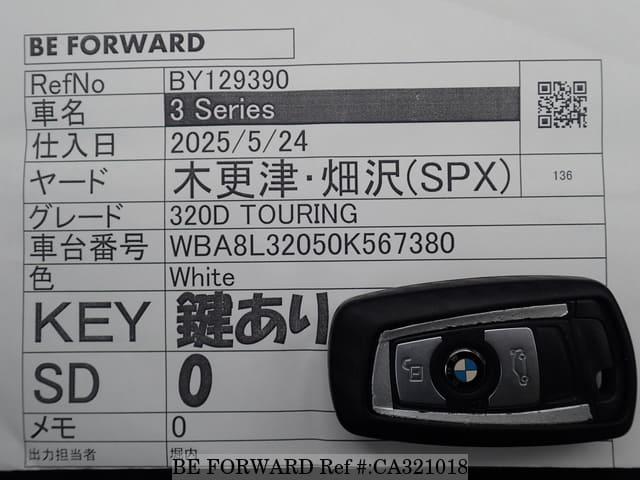 BE FORWARD
RefNo BY129390
車名 3 Series
仕入日 2025/5/24
ヤード 木更津・畑沢(SPX) 136
グレード 320D TOURING
車台番号 WBA8L32050K567380
色 White
KEY 鍵あり
SD 0
メモ 0
出力担当者 堀内
BE FORWARD Ref #:CA321018